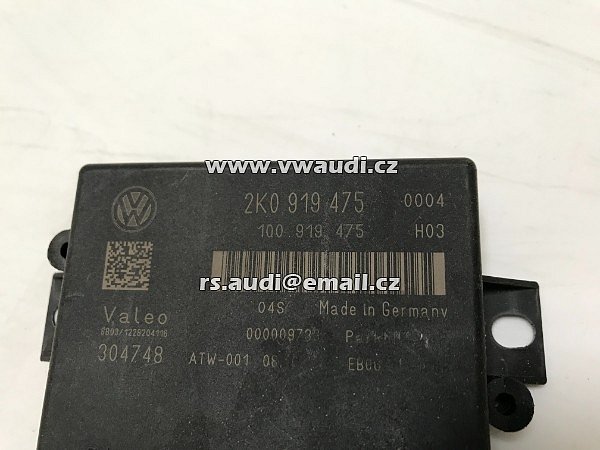 www.vwaudi.cz
2K0 919 475 0004
1Q0 919 475 H03
rs.audi@email.cz
04S Made in Germany
Valeo
304748
ATW-001